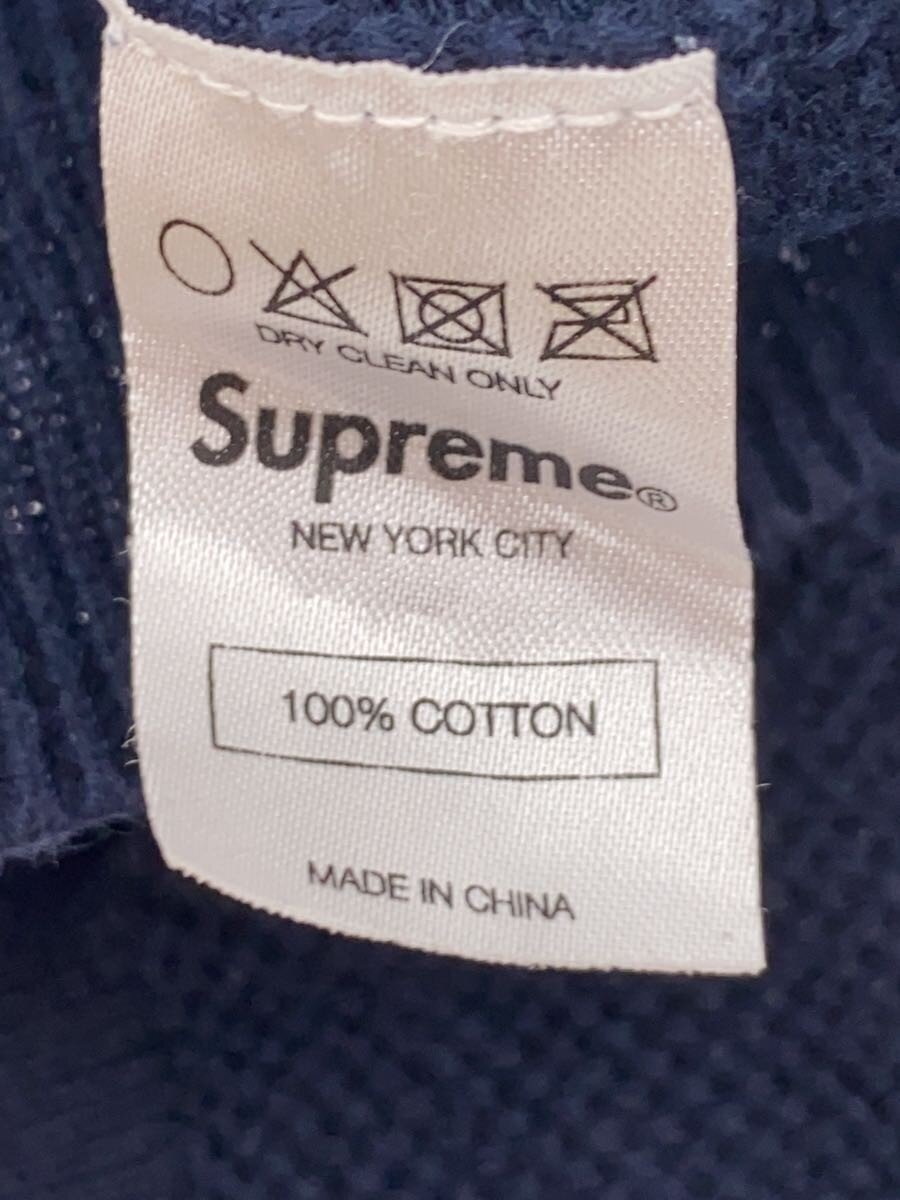 DRY CLEAN ONLY
Supreme®
NEW YORK CITY
100% COTTON
MADE IN CHINA